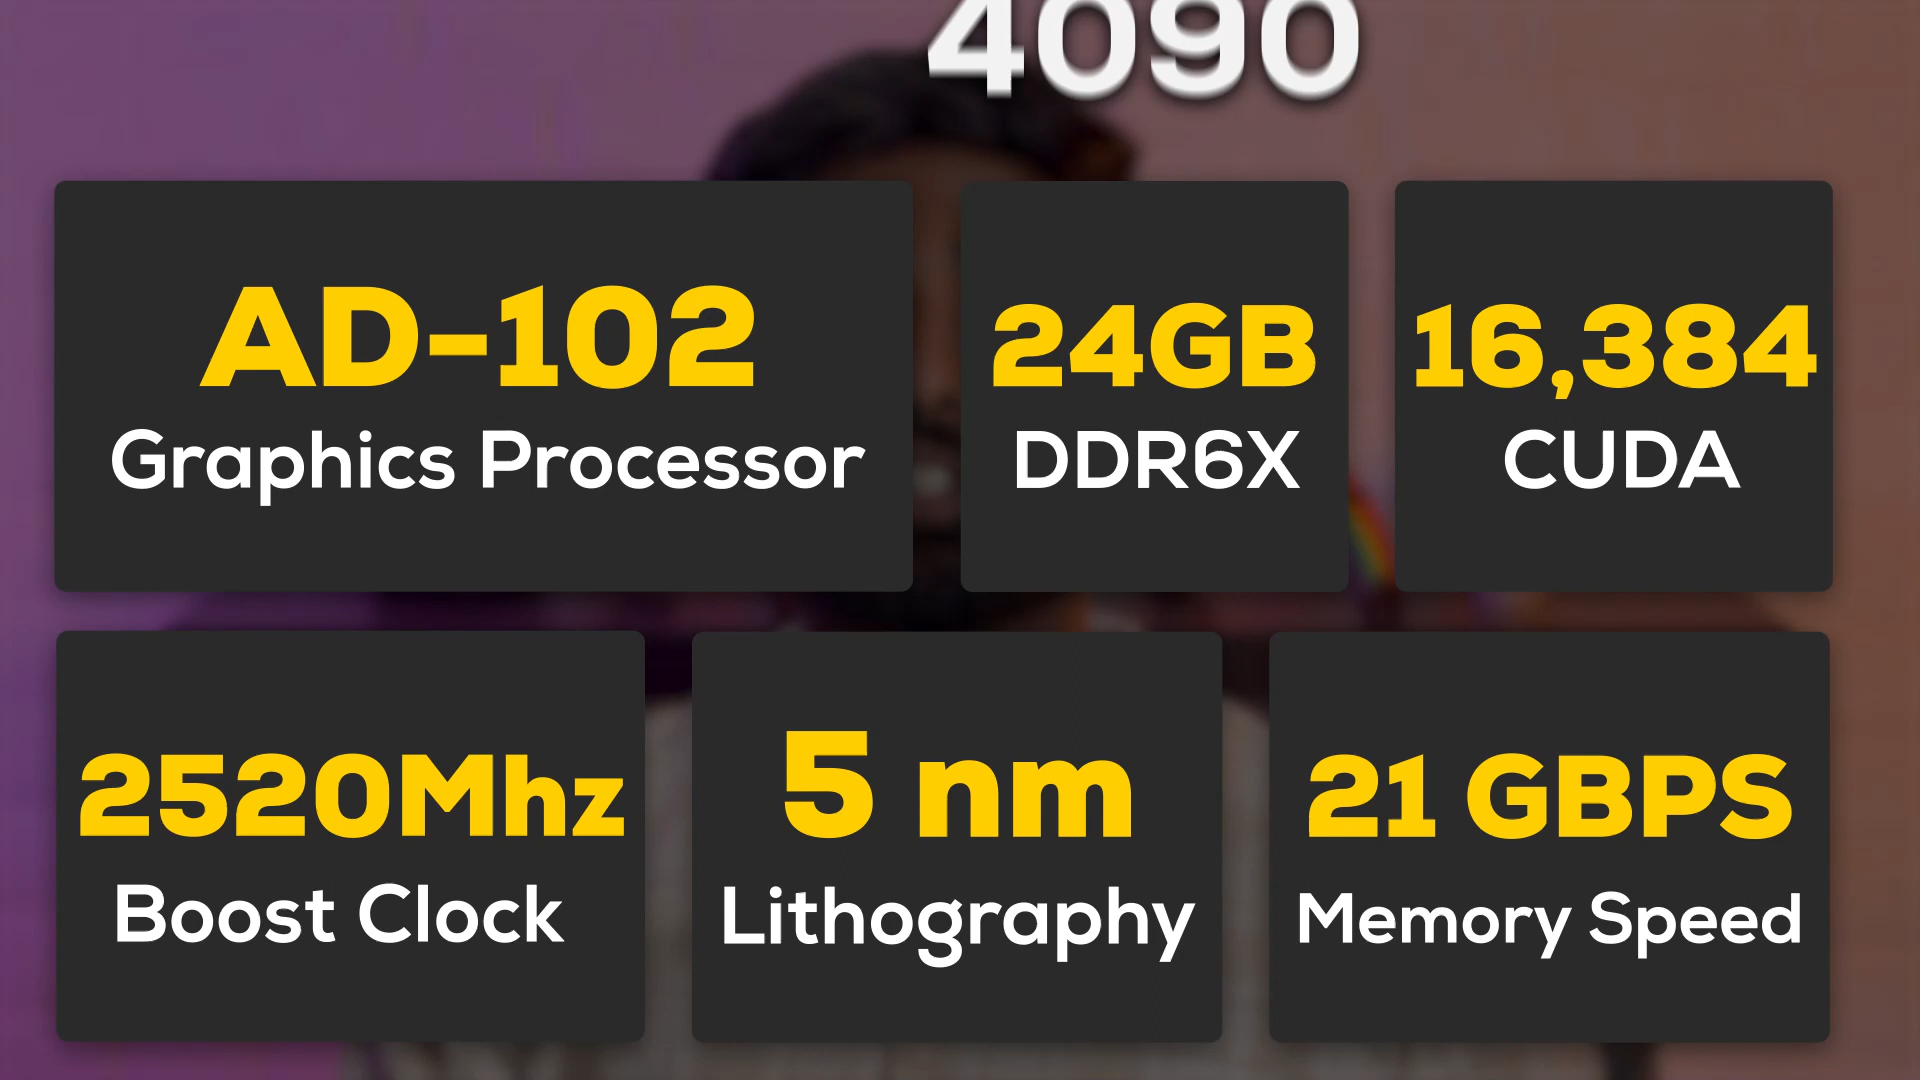 4090
AD-102
Graphics Processor
24GB
DDR6X
16,384
CUDA
2520Mhz
Boost Clock
5 nm
Lithography
21 GBPS
Memory Speed